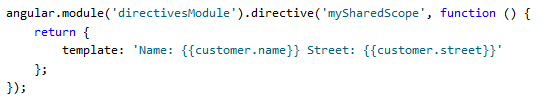 angular.module('directivesModule').directive('mySharedScope', function () {
    return {
        template: 'Name: {{customer.name}} Street: {{customer.street}}'
    };
});